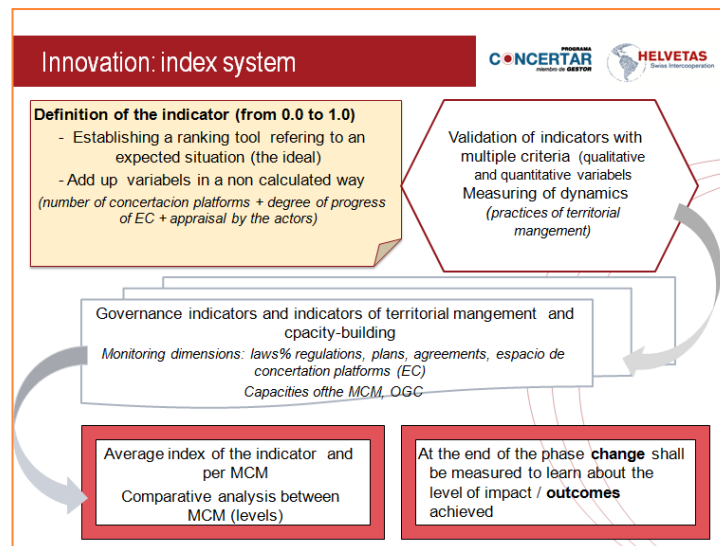 Innovation: index system
PROGRAMA
CONCERTAR
miembro de GESTOR
HELVETAS
Swiss Intercooperation
Definition of the indicator (from 0.0 to 1.0)
- Establishing a ranking tool refering to an
expected situation (the ideal)
- Add up variabels in a non calculated way
(number of concertacion platforms + degree of progress
of EC + appraisal by the actors)
Validation of indicators with
multiple criteria (qualitative
and quantitative variabels
Measuring of dynamics
(practices of territorial
mangement)
Governance indicators and indicators of territorial mangement and
cpacity-building
Monitoring dimensions: laws% regulations, plans, agreements, espacio de
concertation platforms (EC)
Capacities ofthe MCM, OGC
Average index of the indicator and
per MCM
Comparative analysis between
MCM (levels)
At the end of the phase change shall
be measured to learn about the
level of impact / outcomes
achieved